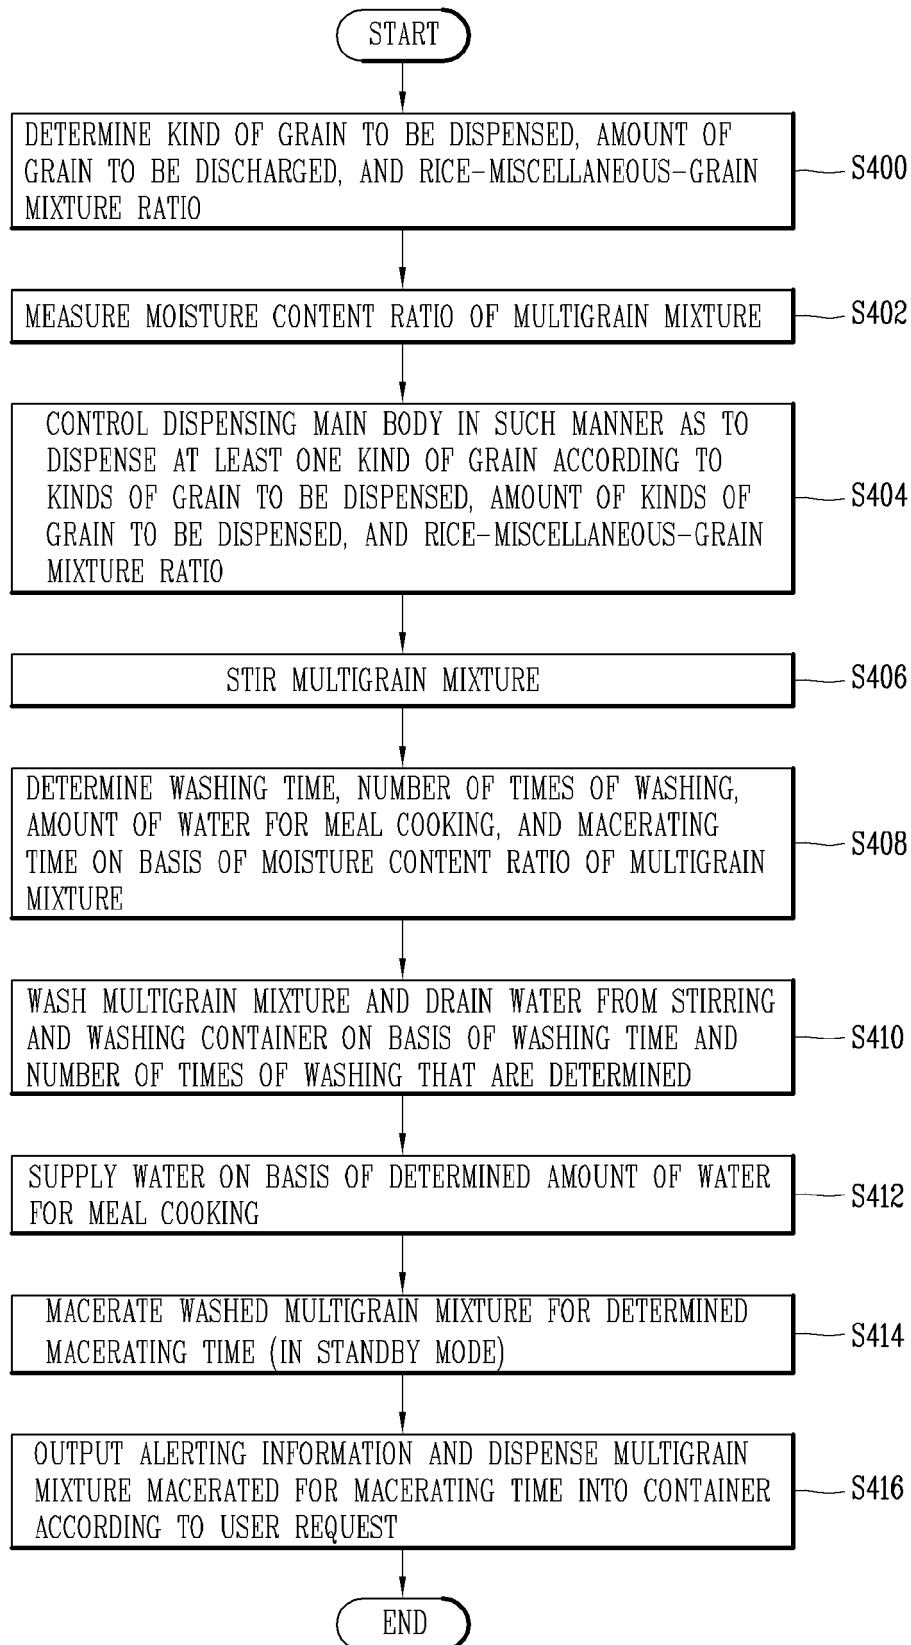 START
DETERMINE KIND OF GRAIN TO BE DISPENSED, AMOUNT OF
GRAIN TO BE DISCHARGED, AND RICE-MISCELLANEOUS-GRAIN
MIXTURE RATIO
S400
MEASURE MOISTURE CONTENT RATIO OF MULTIGRAIN MIXTURE
S402
CONTROL DISPENSING MAIN BODY IN SUCH MANNER AS TO
DISPENSE AT LEAST ONE KIND OF GRAIN ACCORDING TO
KINDS OF GRAIN TO BE DISPENSED, AMOUNT OF KINDS OF
GRAIN TO BE DISPENSED, AND RICE-MISCELLANEOUS-GRAIN
MIXTURE RATIO
S404
STIR MULTIGRAIN MIXTURE
S406
DETERMINE WASHING TIME, NUMBER OF TIMES OF WASHING,
AMOUNT OF WATER FOR MEAL COOKING, AND MACERATING
TIME ON BASIS OF MOISTURE CONTENT RATIO OF MULTIGRAIN
MIXTURE
S408
WASH MULTIGRAIN MIXTURE AND DRAIN WATER FROM STIRRING
AND WASHING CONTAINER ON BASIS OF WASHING TIME AND
NUMBER OF TIMES OF WASHING THAT ARE DETERMINED
S410
SUPPLY WATER ON BASIS OF DETERMINED AMOUNT OF WATER
FOR MEAL COOKING
S412
MACERATE WASHED MULTIGRAIN MIXTURE FOR DETERMINED
MACERATING TIME (IN STANDBY MODE)
S414
OUTPUT ALERTING INFORMATION AND DISPENSE MULTIGRAIN
MIXTURE MACERATED FOR MACERATING TIME INTO CONTAINER
ACCORDING TO USER REQUEST
S416
END